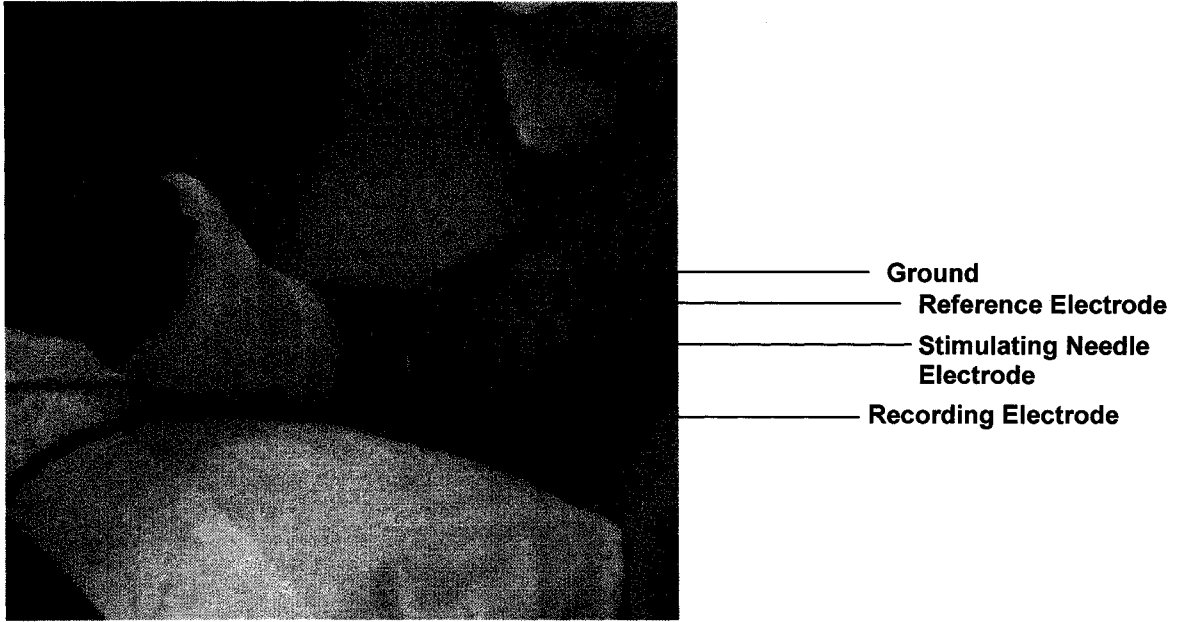 Ground
Reference Electrode
Stimulating Needle
Electrode
Recording Electrode